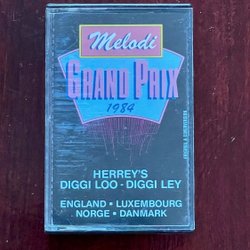 Melodi
GRAND PRIX
1984
HERREY'S
DIGGI LOO - DIGGI LEY
ENGLAND • LUXEMBOURG
NORGE • DANMARK